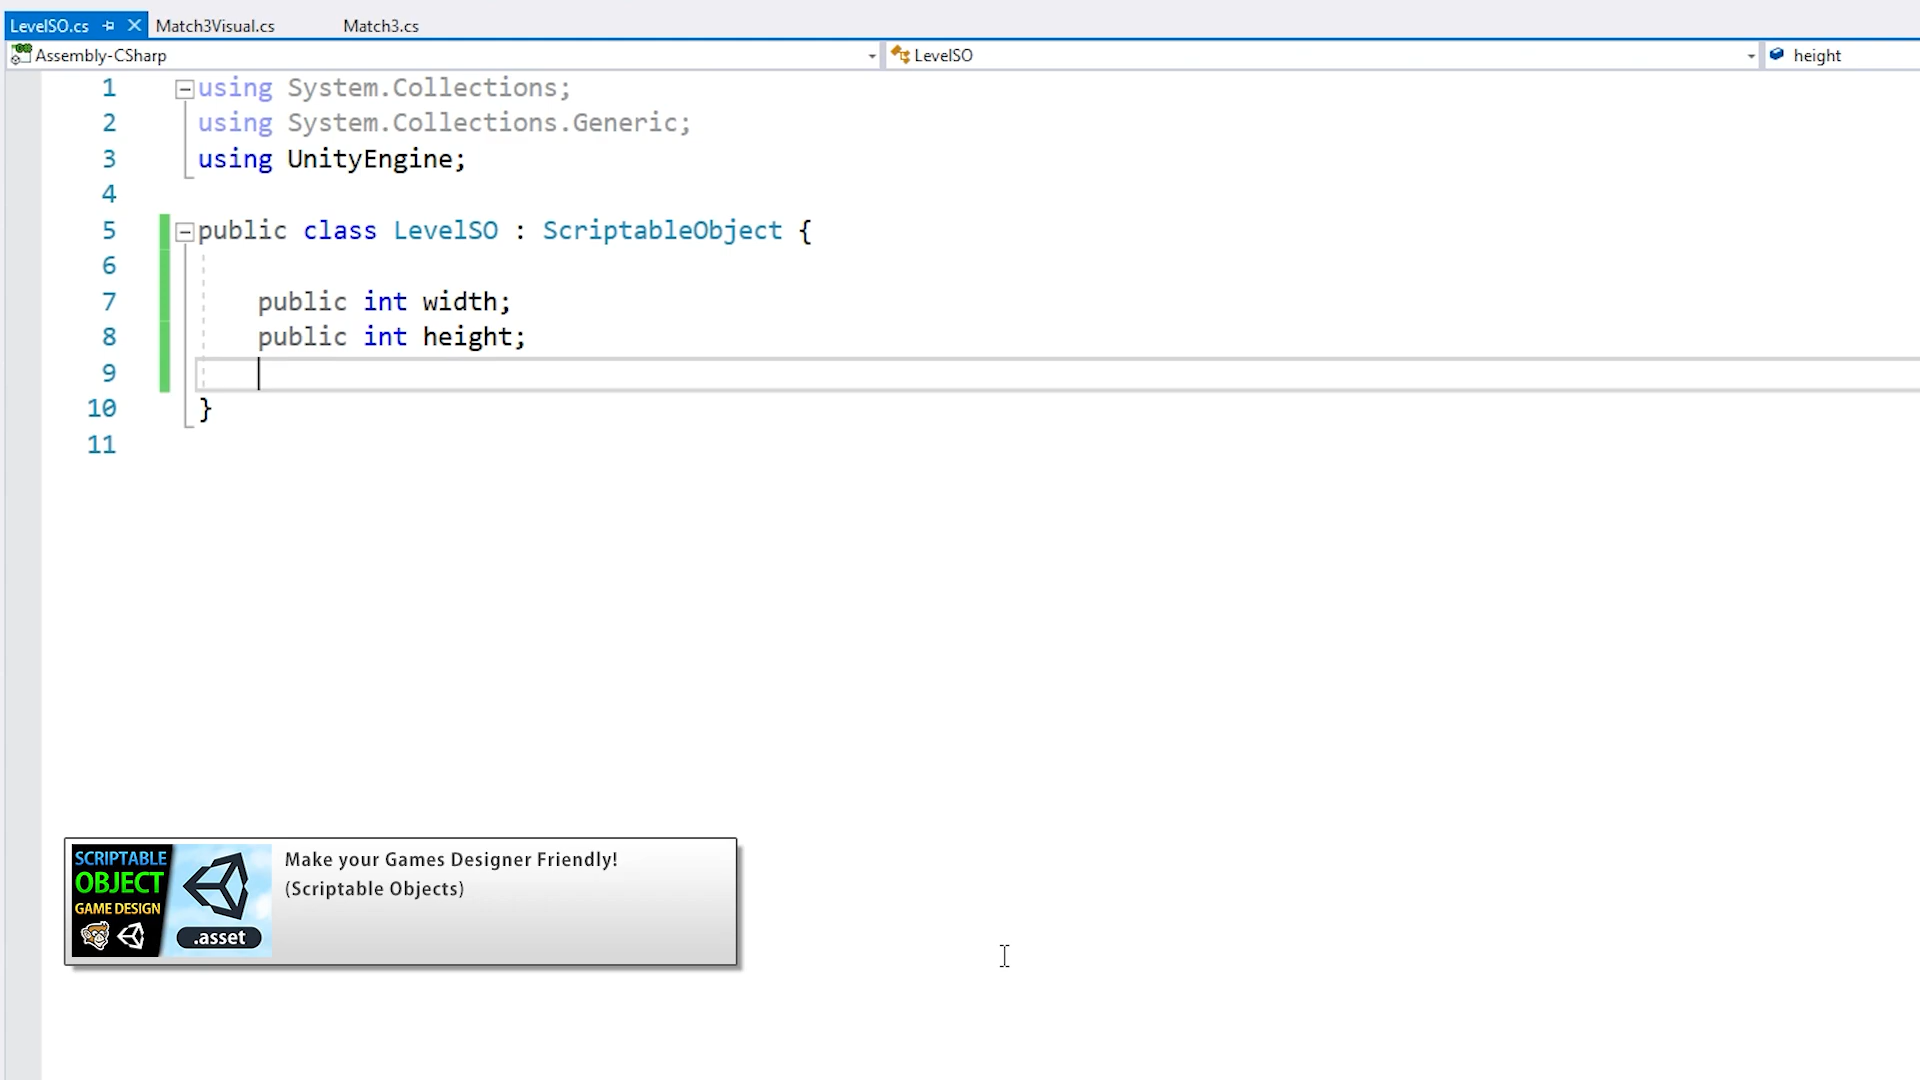 LevelSO.cs Match3Visual.cs Match3.cs
Assembly-CSharp LevelSO height
1 using System.Collections;
2 using System.Collections.Generic;
3 using UnityEngine;
4
5 public class LevelSO : ScriptableObject {
6
7 public int width;
8 public int height;
9
10 }
11
SCRIPTABLE
OBJECT
GAME DESIGN
.asset
Make your Games Designer Friendly!
(Scriptable Objects)